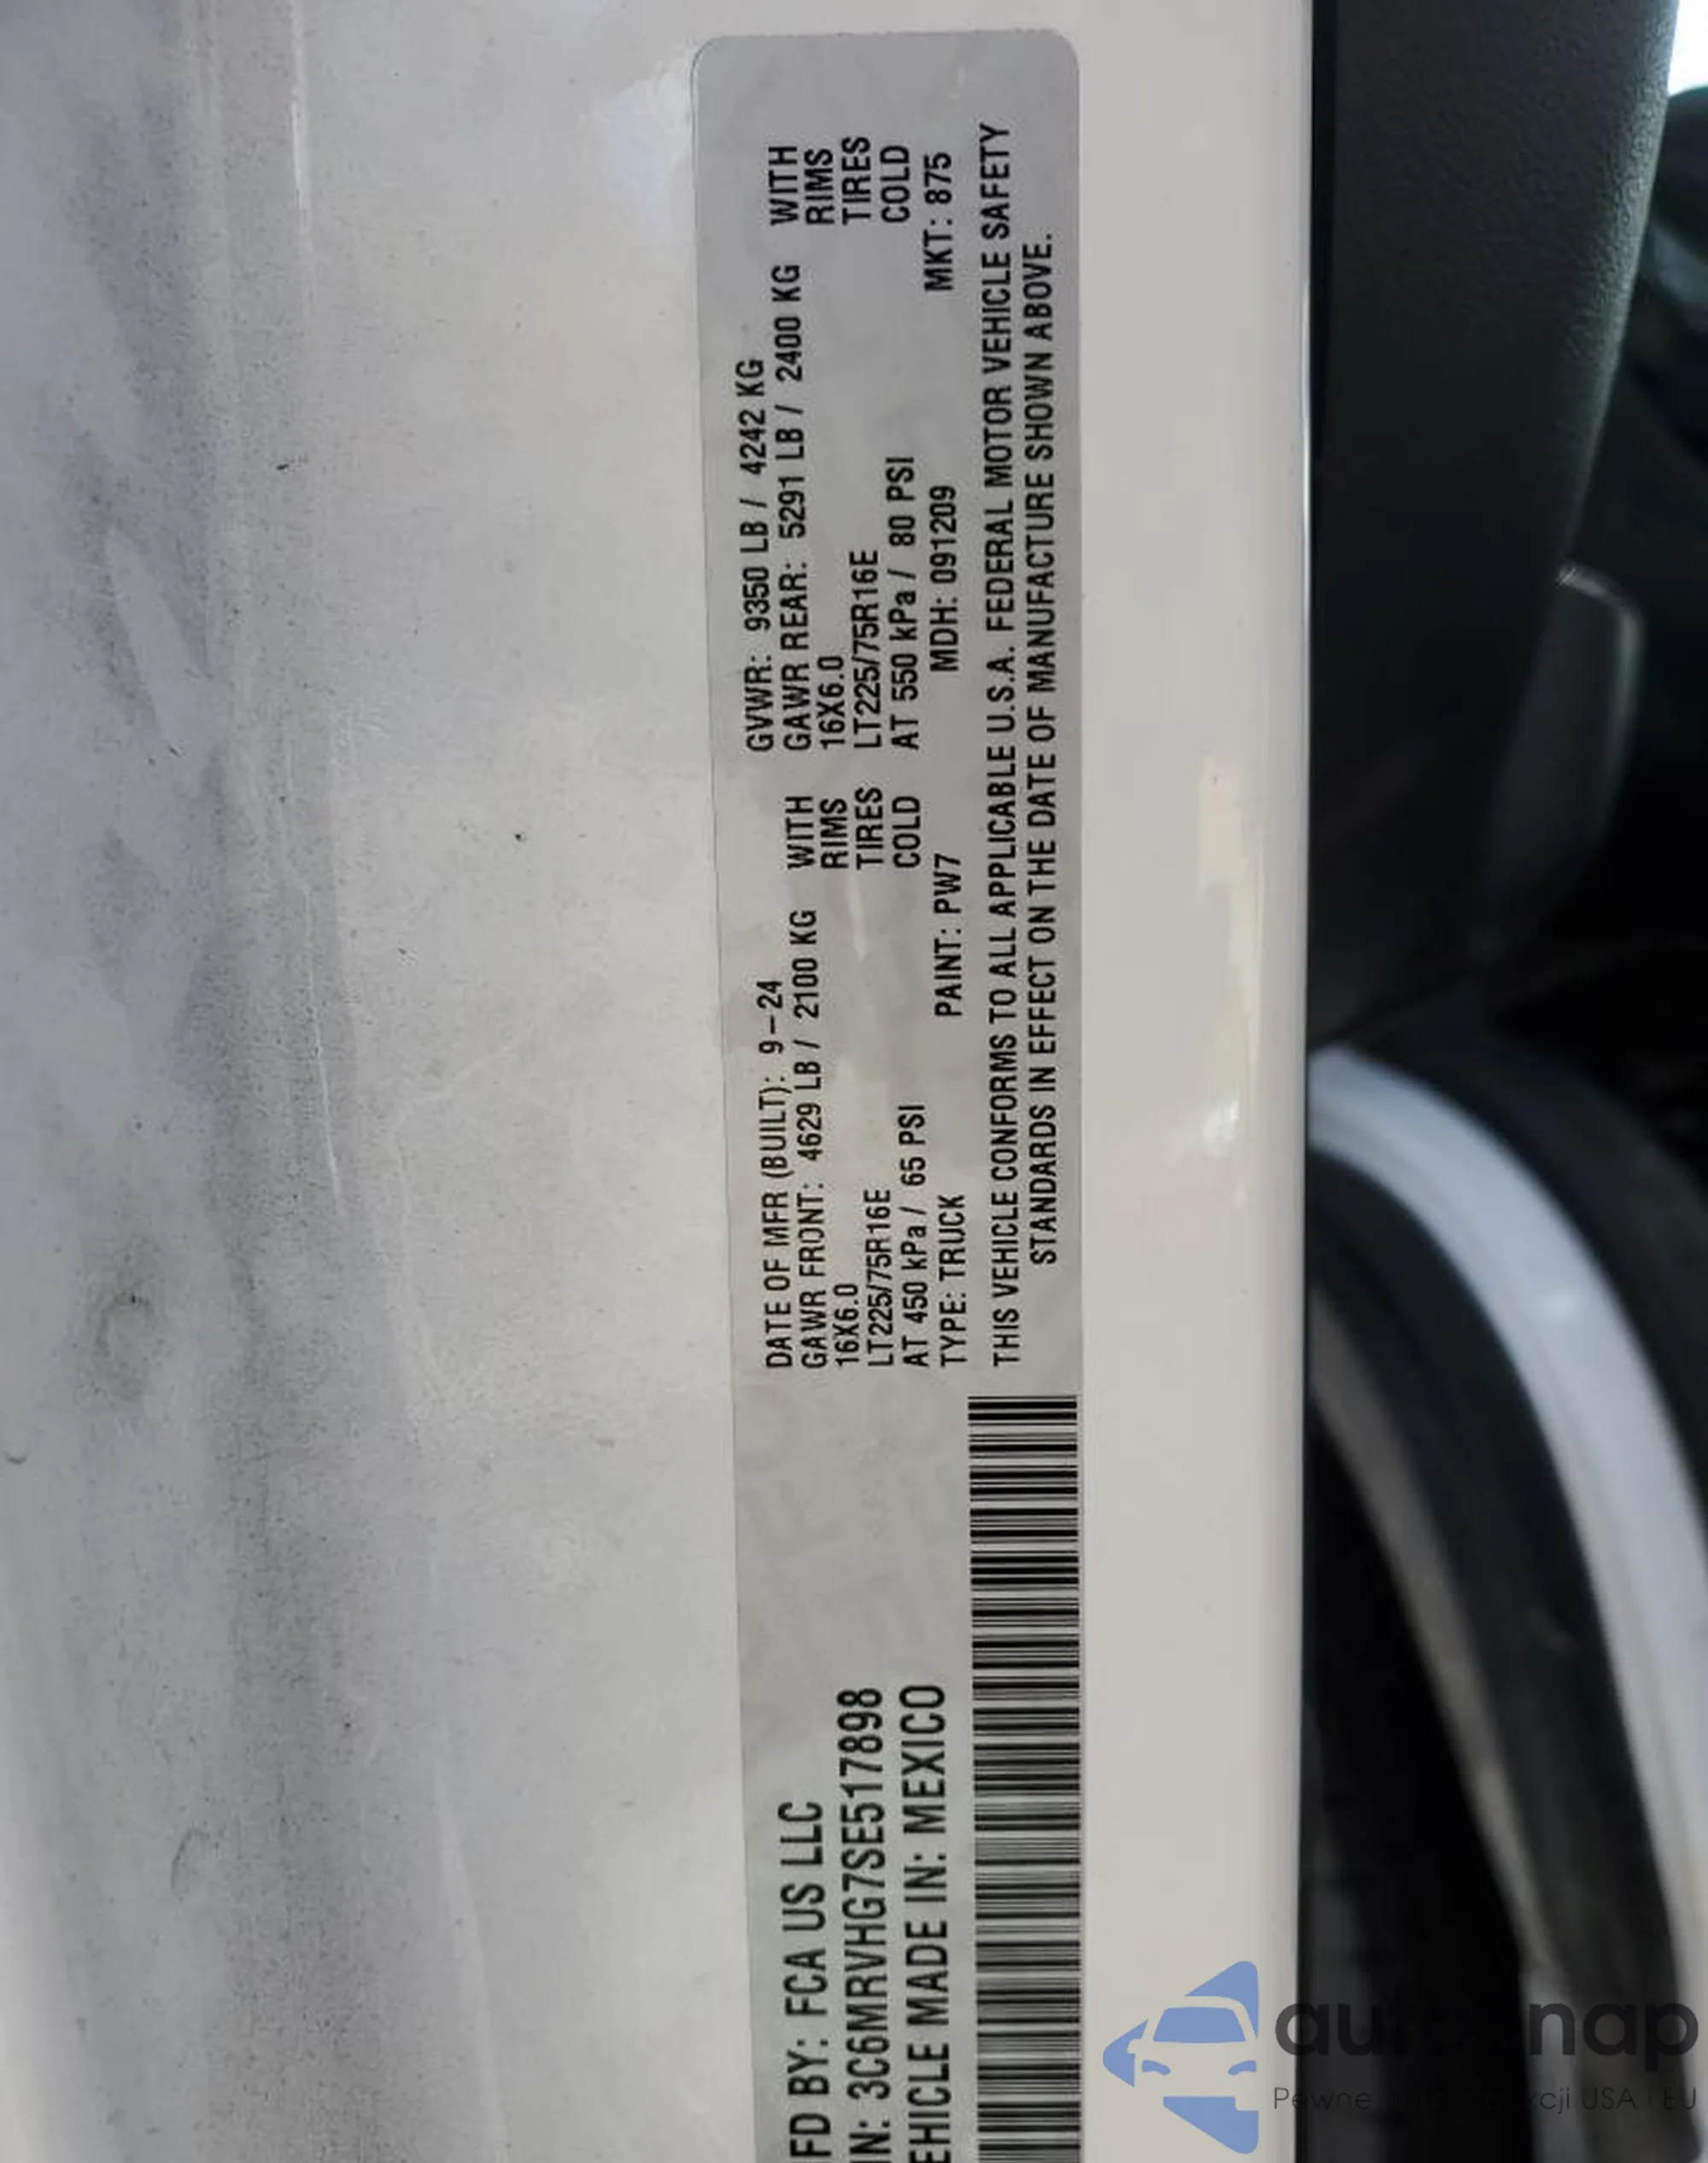 FD BY: FCA US LLC
IN: 3C6MRVHG7SE517898
EHICLE MADE IN: MEXICO
DATE OF MFR (BUILT): 9-24 GVWR: 9350 LB / 4242 KG
GAWR FRONT: 4629 LB / 2100 KG WITH GAWR REAR: 5291 LB / 2400 KG WITH
16X6.0 RIMS 16X6.0 RIMS
LT225/75R16E TIRES LT225/75R16E TIRES
AT 450 kPa / 65 PSI COLD AT 550 kPa / 80 PSI COLD
TYPE: TRUCK PAINT: PW7 MDH: 091209 MKT: 875
THIS VEHICLE CONFORMS TO ALL APPLICABLE U.S.A. FEDERAL MOTOR VEHICLE SAFETY
STANDARDS IN EFFECT ON THE DATE OF MANUFACTURE SHOWN ABOVE.
Pewne USA i EU